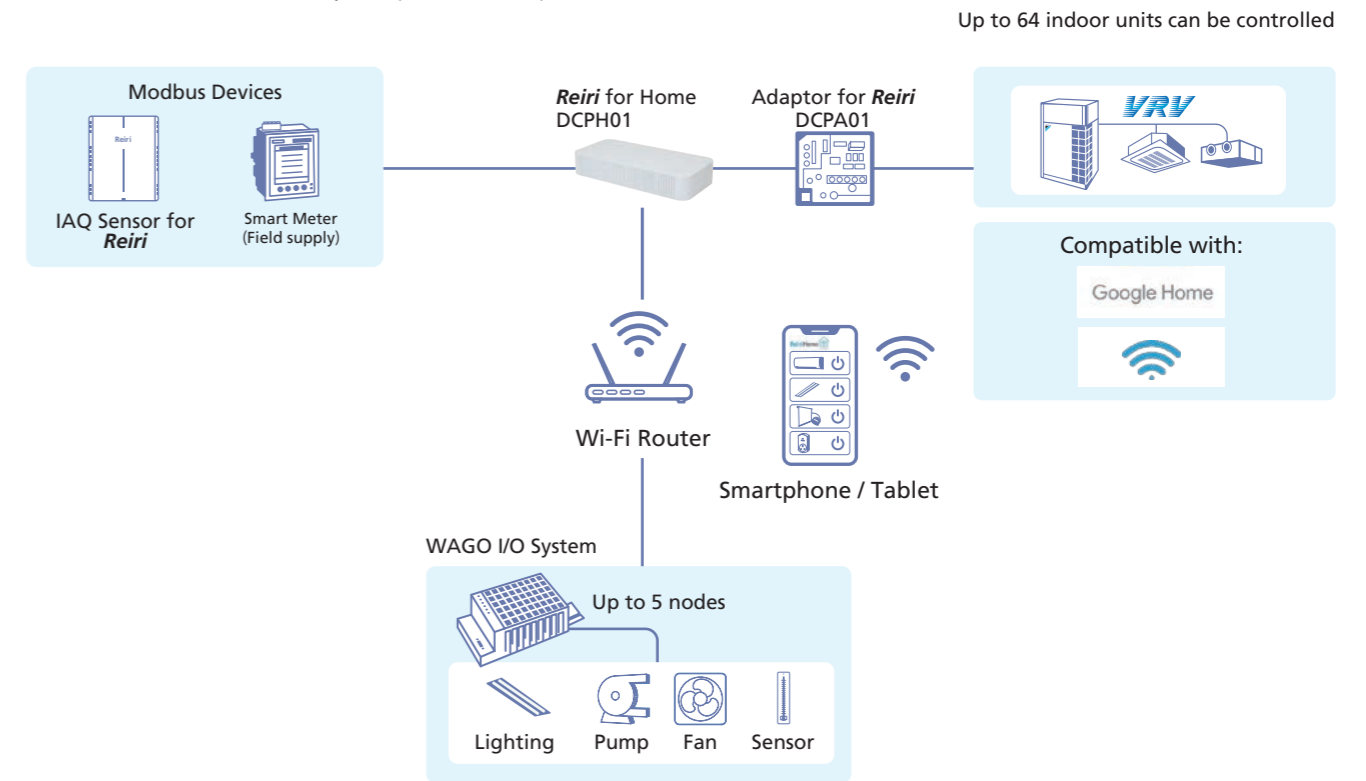 Up to 64 indoor units can be controlled
Modbus Devices
Reiri
IAQ Sensor for
Reiri
Smart Meter
(Field supply)
Reiri for Home
DCPH01
Adaptor for Reiri
DCPA01
VRV
Compatible with:
Google Home
Wi-Fi Router
Smartphone / Tablet
WAGO I/O System
Up to 5 nodes
Lighting
Pump
Fan
Sensor